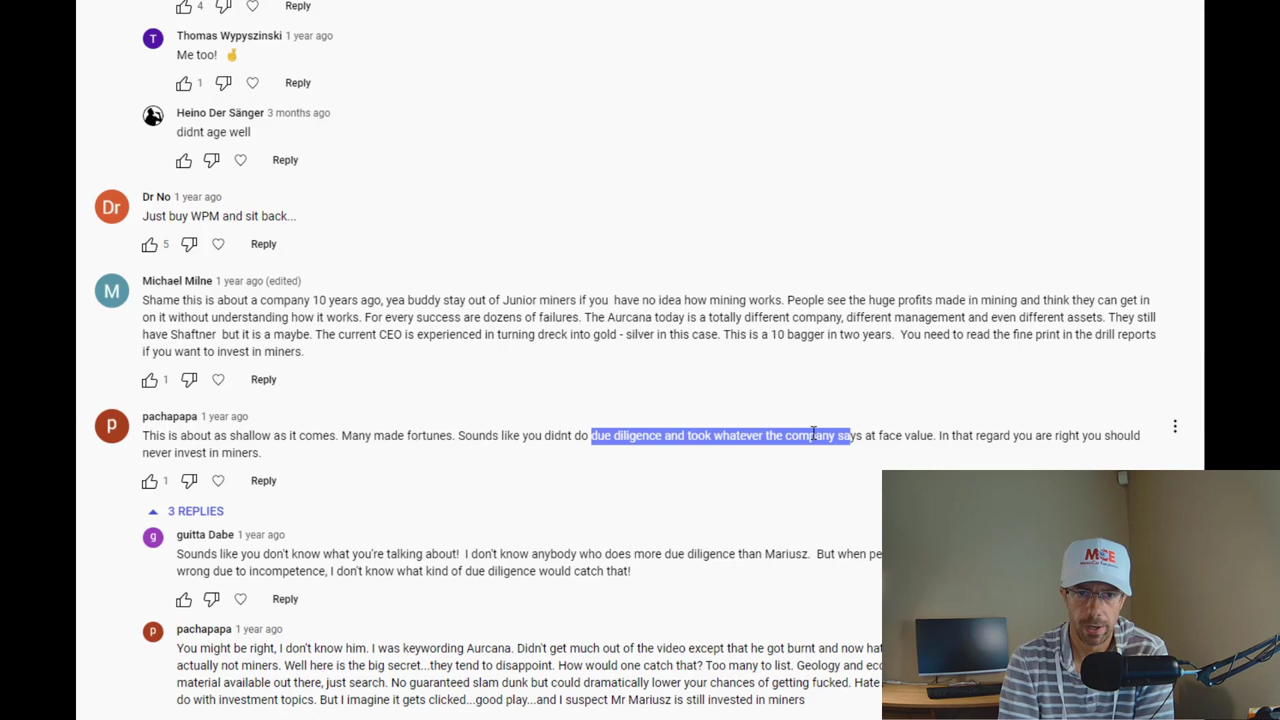 4 Reply
T Thomas Wypyszinski 1 year ago
Me too!
1 Reply
Heino Der Sänger 3 months ago
didnt age well
Reply
Dr Dr No 1 year ago
Just buy WPM and sit back...
5 Reply
M Michael Milne 1 year ago (edited)
Shame this is about a company 10 years ago, yea buddy stay out of Junior miners if you have no idea how mining works. People see the huge profits made in mining and think they can get in
on it without understanding how it works. For every success are dozens of failures. The Aurcana today is a totally different company, different management and even different assets. They still
have Shaftner but it is a maybe. The current CEO is experienced in turning dreck into gold - silver in this case. This is a 10 bagger in two years. You need to read the fine print in the drill reports
if you want to invest in miners.
1 Reply
p pachapapa 1 year ago
This is about as shallow as it comes. Many made fortunes. Sounds like you didnt do due diligence and took whatever the company says at face value. In that regard you are right you should
never invest in miners.
1 Reply
3 REPLIES
g guitta Dabe 1 year ago
Sounds like you don't know what you're talking about! I don't know anybody who does more due diligence than Mariusz. But when pe
wrong due to incompetence, I don't know what kind of due diligence would catch that!
Reply
p pachapapa 1 year ago
You might be right, I don't know him. I was keywording Aurcana. Didn't get much out of the video except that he got burnt and now hat
actually not miners. Well here is the big secret...they tend to disappoint. How would one catch that? Too many to list. Geology and ecc
material available out there, just search. No guaranteed slam dunk but could dramatically lower your chances of getting fucked. Hate
do with investment topics. But I imagine it gets clicked...good play...and I suspect Mr Mariusz is still invested in miners
MCE